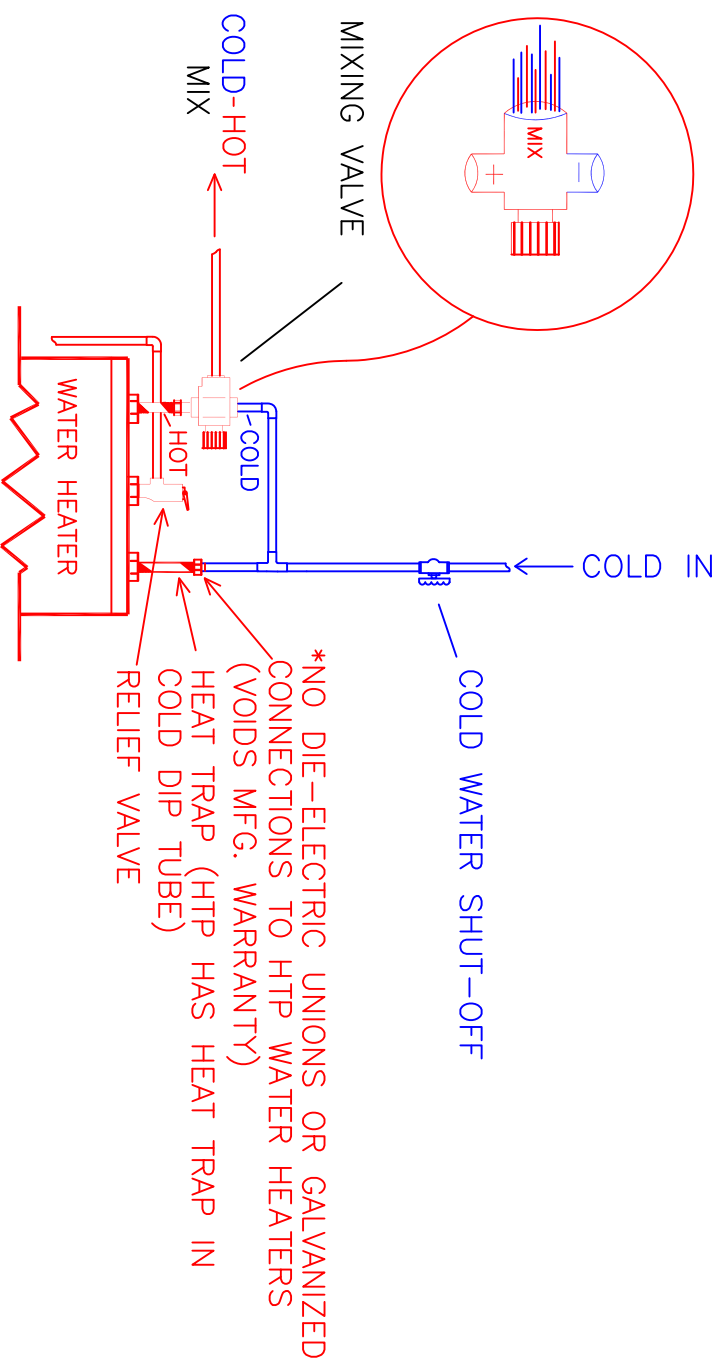 MIX
+
-
MIXING VALVE
COLD-HOT
MIX
COLD
HOT
WATER HEATER
COLD IN
COLD WATER SHUT-OFF
*NO DIE-ELECTRIC UNIONS OR GALVANIZED
CONNECTIONS TO HTP WATER HEATERS
(VOIDS MFG. WARRANTY)
HEAT TRAP (HTP HAS HEAT TRAP IN
COLD DIP TUBE)
RELIEF VALVE